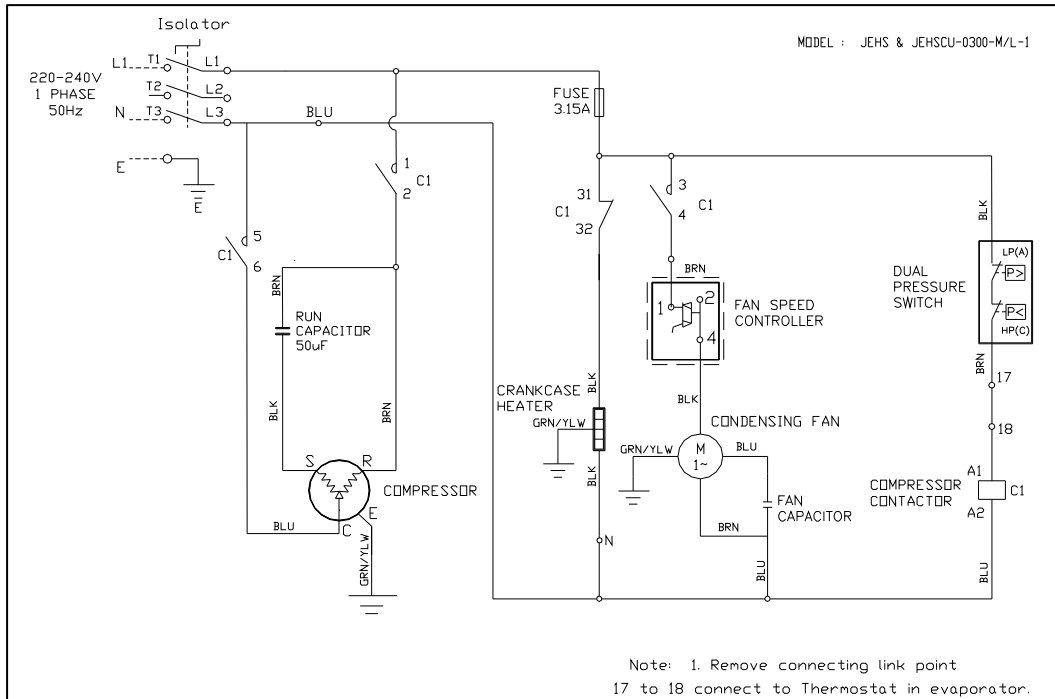 Isolator
MODEL : JEHS & JEHSCU-0300-M/L-1
L1 T1 L1
220-240V
1 PHASE
50Hz
T2 L2
N T3 L3
BLU
FUSE
3.15A
E
E
1
C1
2
31
C1
32
3
C1
4
BLK
5
C1
6
BRN
BRN
LP(A)
P>
P<
HP(C)
DUAL
PRESSURE
SWITCH
1 2
4
FAN SPEED
CONTROLLER
RUN
CAPACITOR
50uF
BRN
17
BLK
BRN
BLK
CRANKCASE
HEATER
GRN/YLW
BLK
CONDENSING FAN
18
GRN/YLW
M
1~
BLU
S R
COMPRESSOR
BLK
A1
COMPRESSOR
CONTACTOR
C1
A2
FAN
CAPACITOR
E
C
BLU
BRN
GRN/YLW
N
BLU
BLU
Note: 1. Remove connecting link point
17 to 18 connect to Thermostat in evaporator.